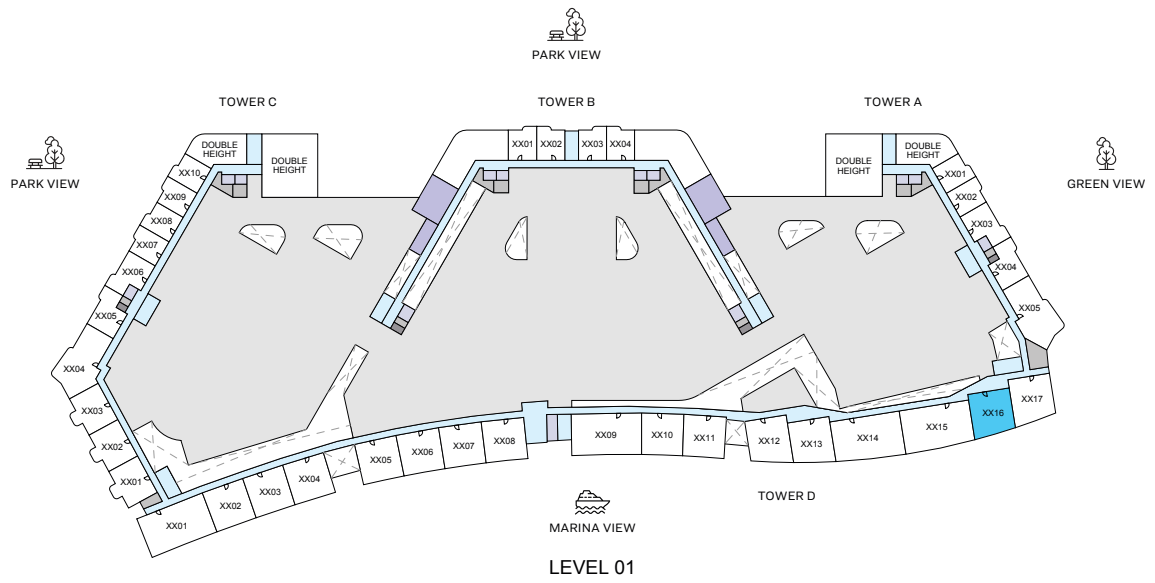 PARK VIEW
TOWER C
TOWER B
TOWER A
PARK VIEW
GREEN VIEW
DOUBLE
HEIGHT
DOUBLE
HEIGHT
XX10
XX09
XX08
XX07
XX06
XX05
XX04
XX03
XX02
XX01
XX01
XX02
XX03
XX04
DOUBLE
HEIGHT
DOUBLE
HEIGHT
XX01
XX02
XX03
XX04
XX05
XX01
XX02
XX03
XX04
XX05
XX06
XX07
XX08
XX09
XX10
XX11
XX12
XX13
XX14
XX15
XX16
XX17
TOWER D
MARINA VIEW
LEVEL 01